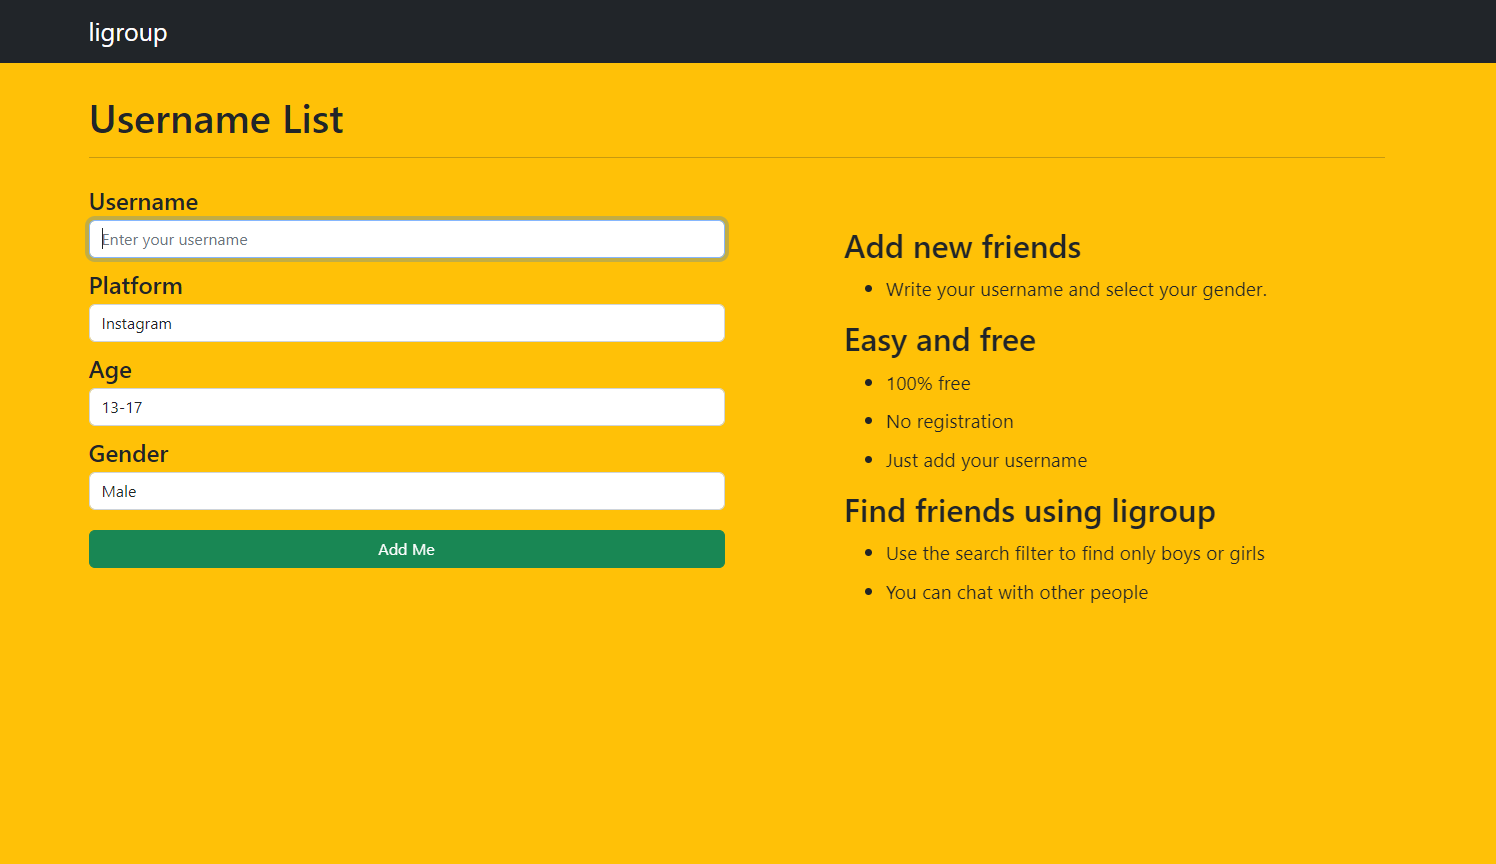 ligroup
Username List
Username
Enter your username
Platform
Instagram
Age
13-17
Gender
Male
Add Me
Add new friends
Write your username and select your gender.
Easy and free
100% free
No registration
Just add your username
Find friends using ligroup
Use the search filter to find only boys or girls
You can chat with other people